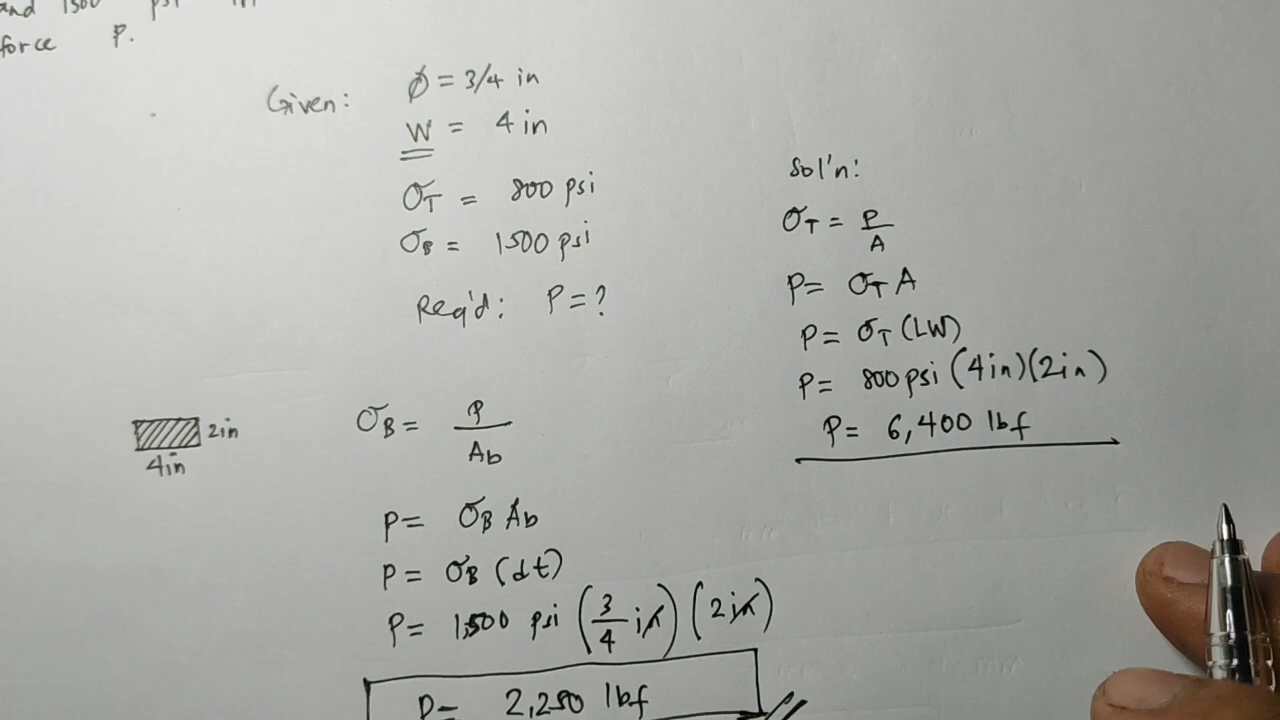 and 1500 psi
force P.
Given: Ø = 3/4 in
W = 4 in
σT = 800 psi
σB = 1500 psi
Req'd: P = ?
2in
4in
σB = P/Ab
P = σB Ab
P = σB (dt)
P = 1,500 psi (3/4 in) (2 in)
P = 2,250 lbf
Sol'n:
σT = P/A
P = σT A
P = σT (LW)
P = 800 psi (4in)(2in)
P = 6,400 lbf